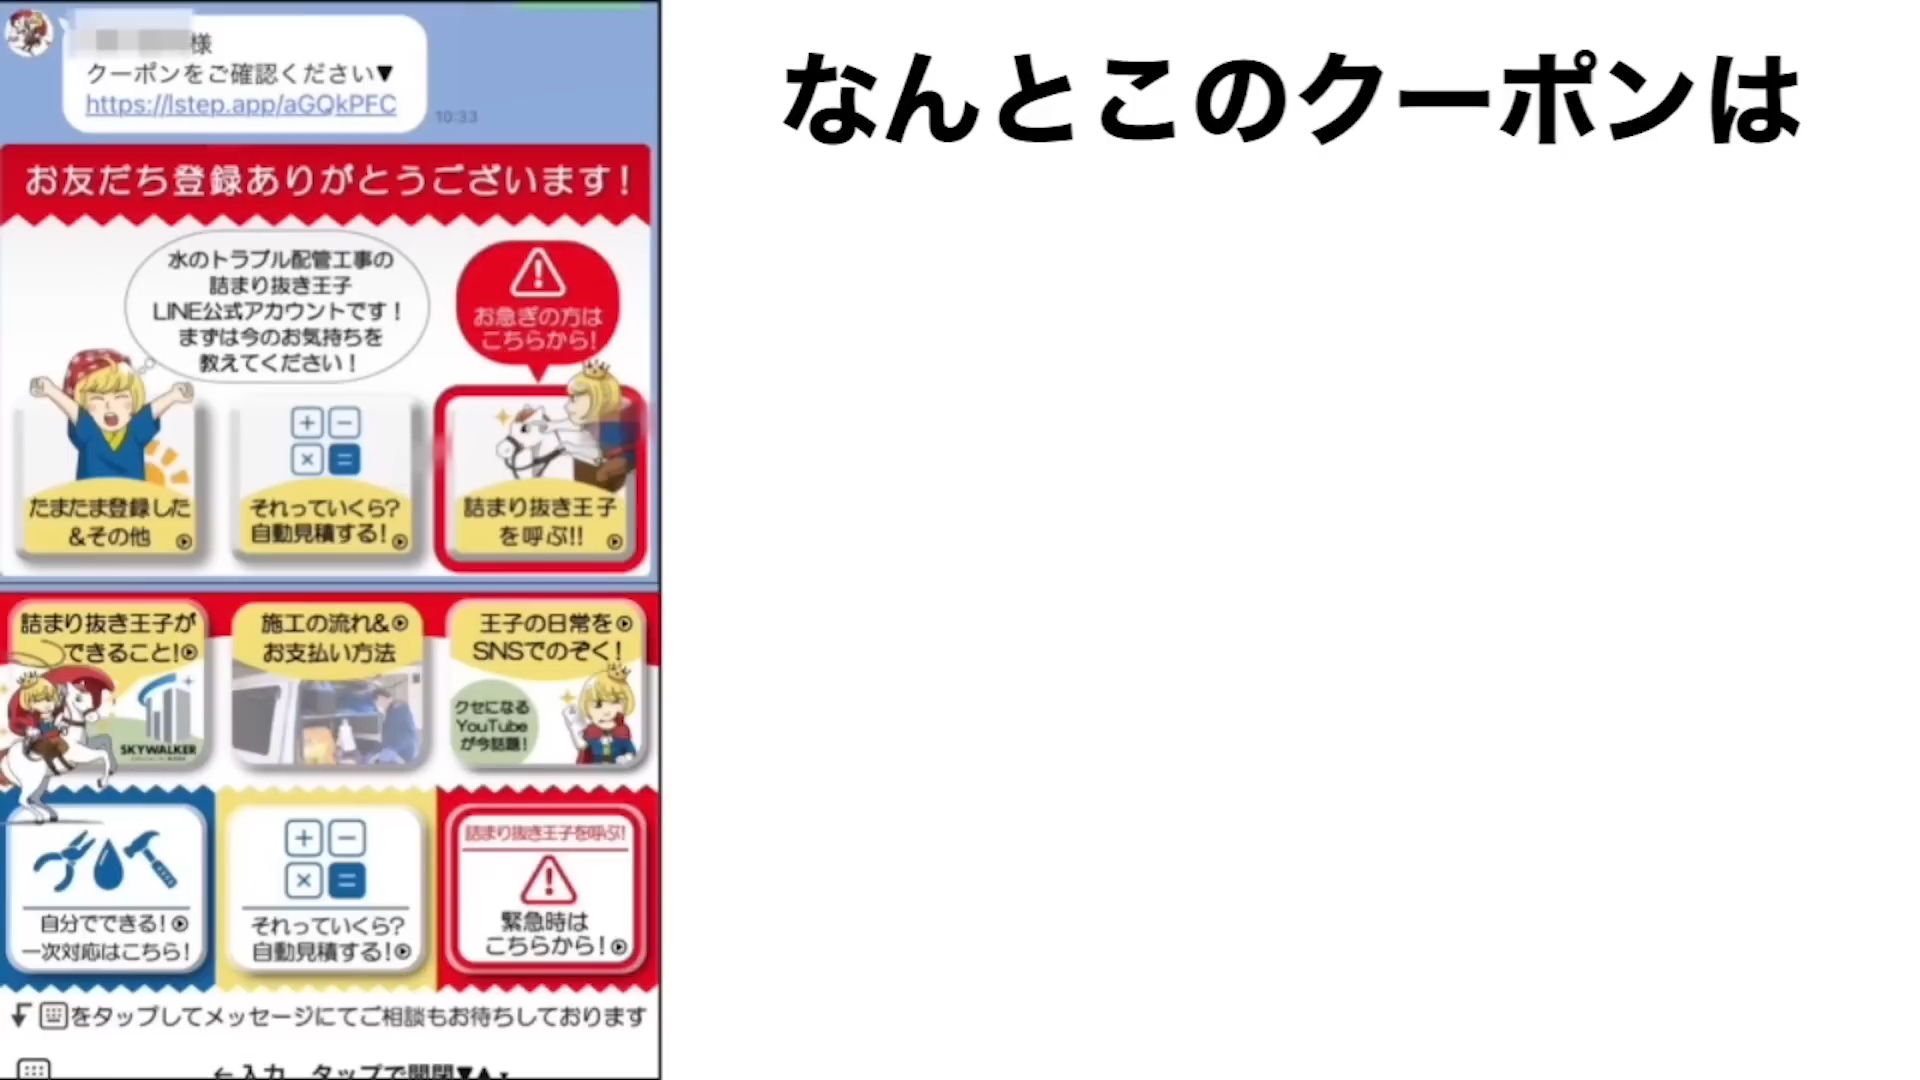 様
クーポンをご確認ください▼
https://lstep.app/aGQkPFC
10:33
なんとこのクーポンは
お友だち登録ありがとうございます!
水のトラブル配管工事の
詰まり抜き王子
LINE公式アカウントです!
まずは今のお気持ちを
教えてください!
お急ぎの方は
こちらから!
たまたま登録した
&その他
それっていくら?
自動見積する!
詰まり抜き王子
を呼ぶ!!
詰まり抜き王子が
できること!
SKYWALKER
施工の流れ&
お支払い方法
王子の日常を
SNSでのぞく!
クセになる
YouTube
が今話題!
自分でできる!
一次対応はこちら!
それっていくら?
自動見積する!
詰まり抜き王子を呼ぶ!
緊急時は
こちらから!
をタップしてメッセージにてご相談もお待ちしております
←入力 タップで開閉▼▲